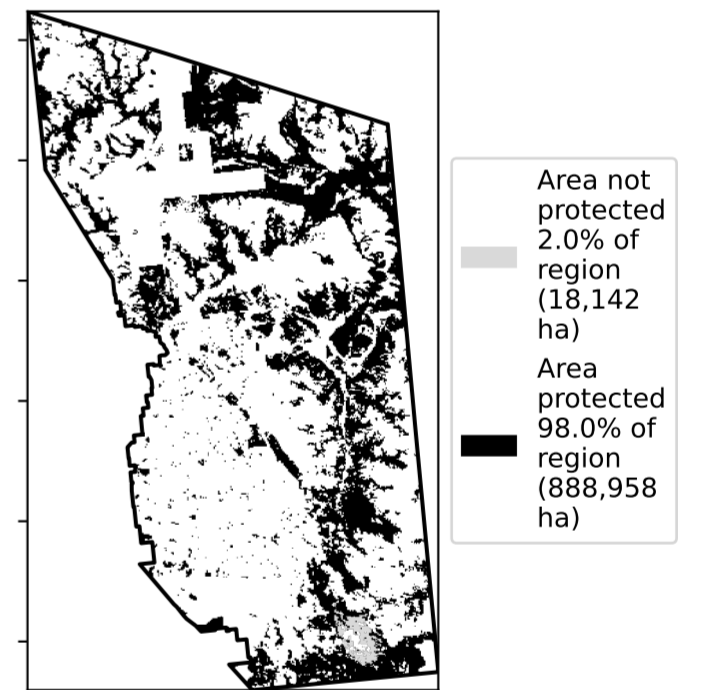 Area not
protected
2.0% of
region
(18,142
ha)
Area
protected
98.0% of
region
(888,958
ha)